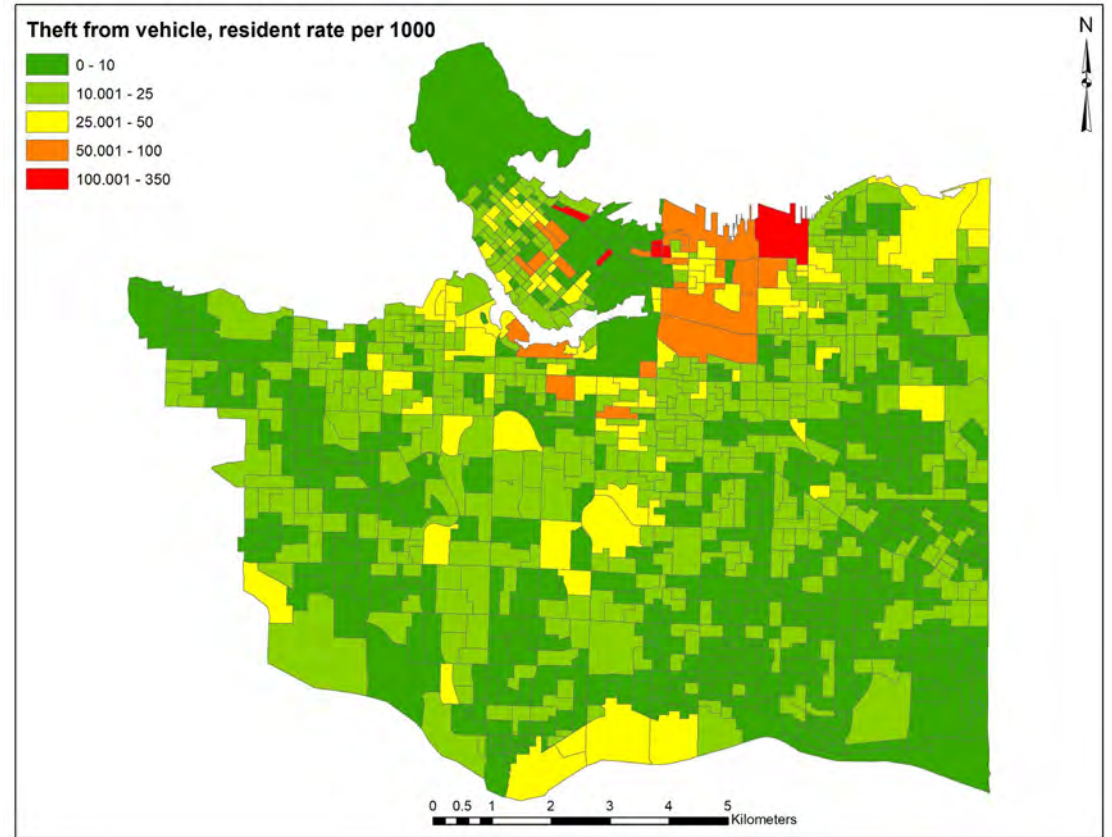 Theft from vehicle, resident rate per 1000
0 - 10
10.001 - 25
25.001 - 50
50.001 - 100
100.001 - 350
N
0 0.5 1 2 3 4 5
Kilometers